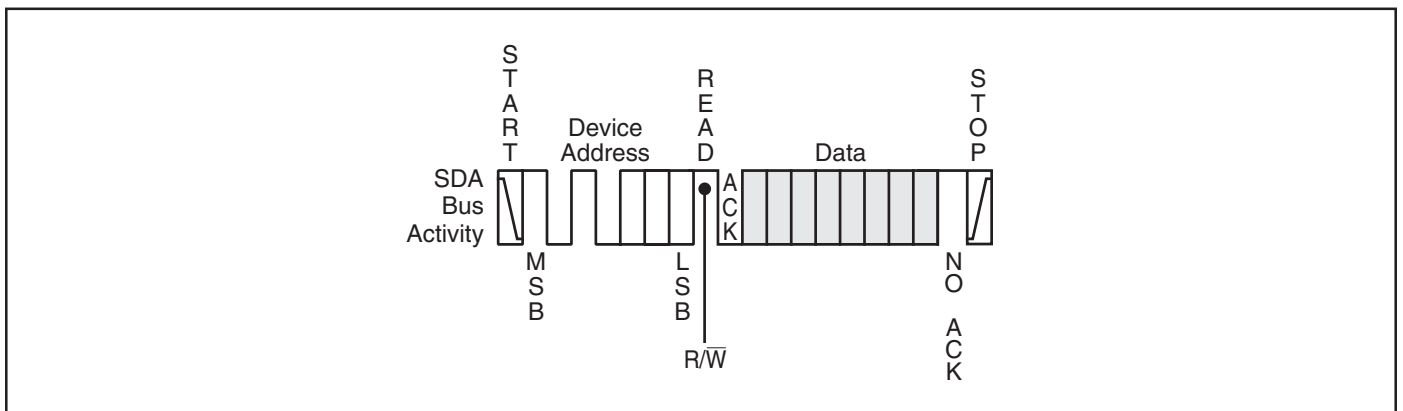 START
READ
STOP
Device
Address
Data
SDA
Bus
Activity
ACK
MSB
LSB
NO ACK
R/W̅